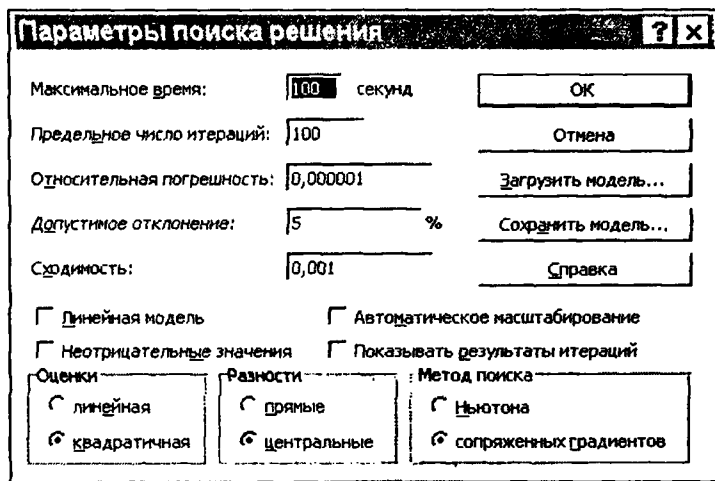 Параметры поиска решения ? ×
Максимальное время: 100 секунд
ОК
Предельное число итераций: 100
Отмена
Относительная погрешность: 0,000001
Загрузить модель...
Допустимое отклонение: 5 %
Сохранить модель...
Сходимость: 0,001
Справка
Линейная модель
Автоматическое масштабирование
Неотрицательные значения
Показывать результаты итераций
Оценки
Разности
Метод поиска
линейная
прямые
Ньютона
квадратичная
центральные
сопряженных градиентов